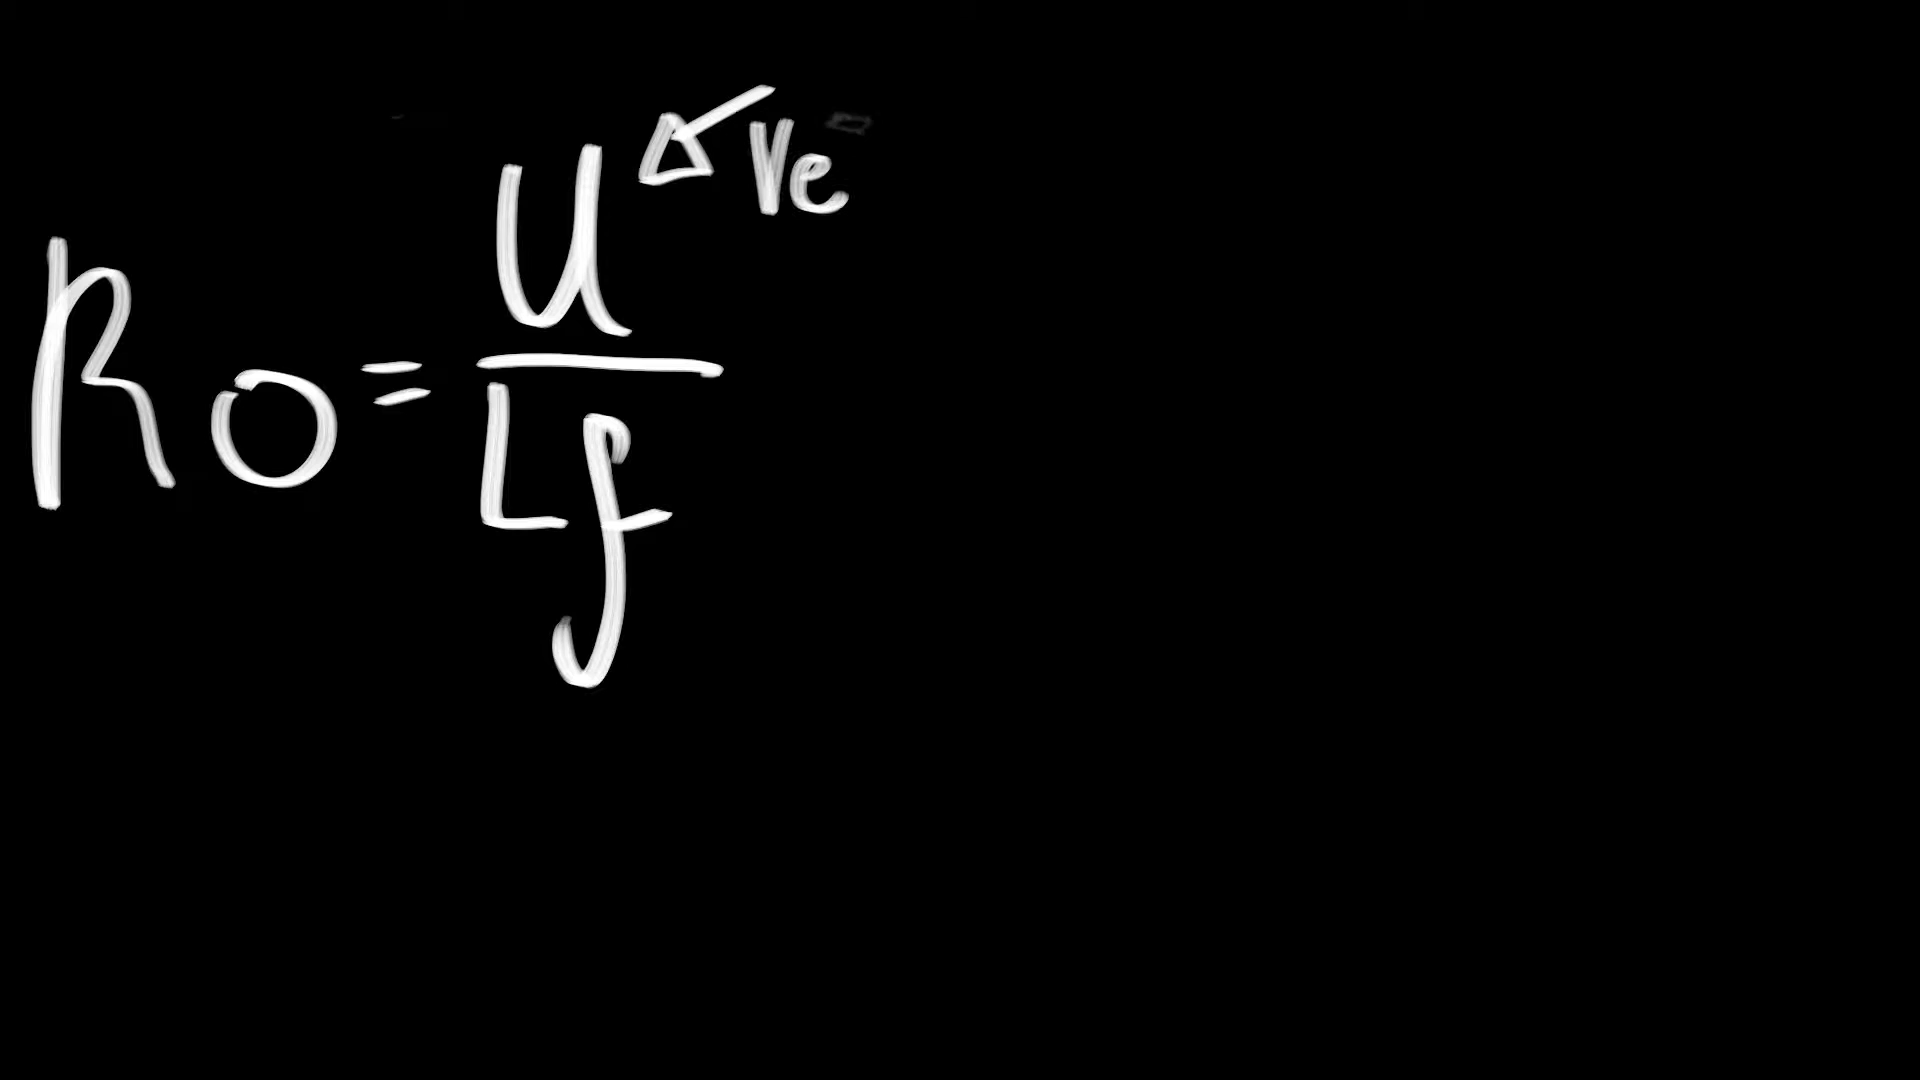 Ve
Ro = U
Lf